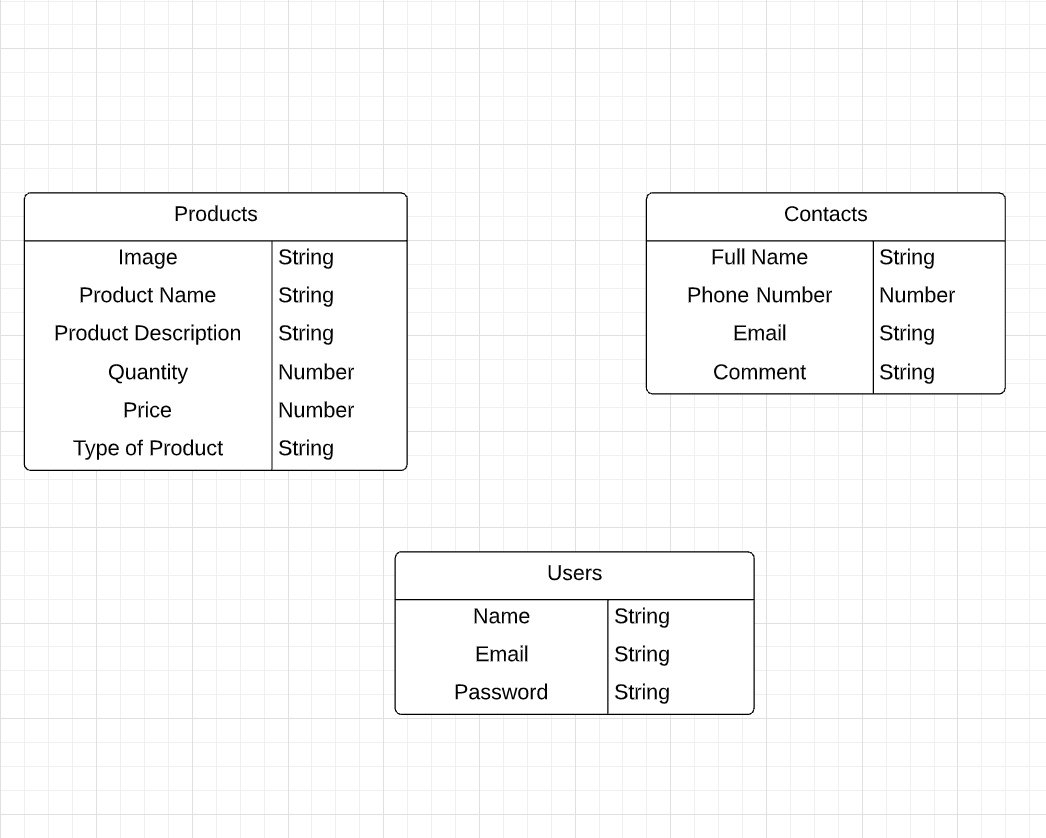 Products
Image String
Product Name String
Product Description String
Quantity Number
Price Number
Type of Product String
Contacts
Full Name String
Phone Number Number
Email String
Comment String
Users
Name String
Email String
Password String